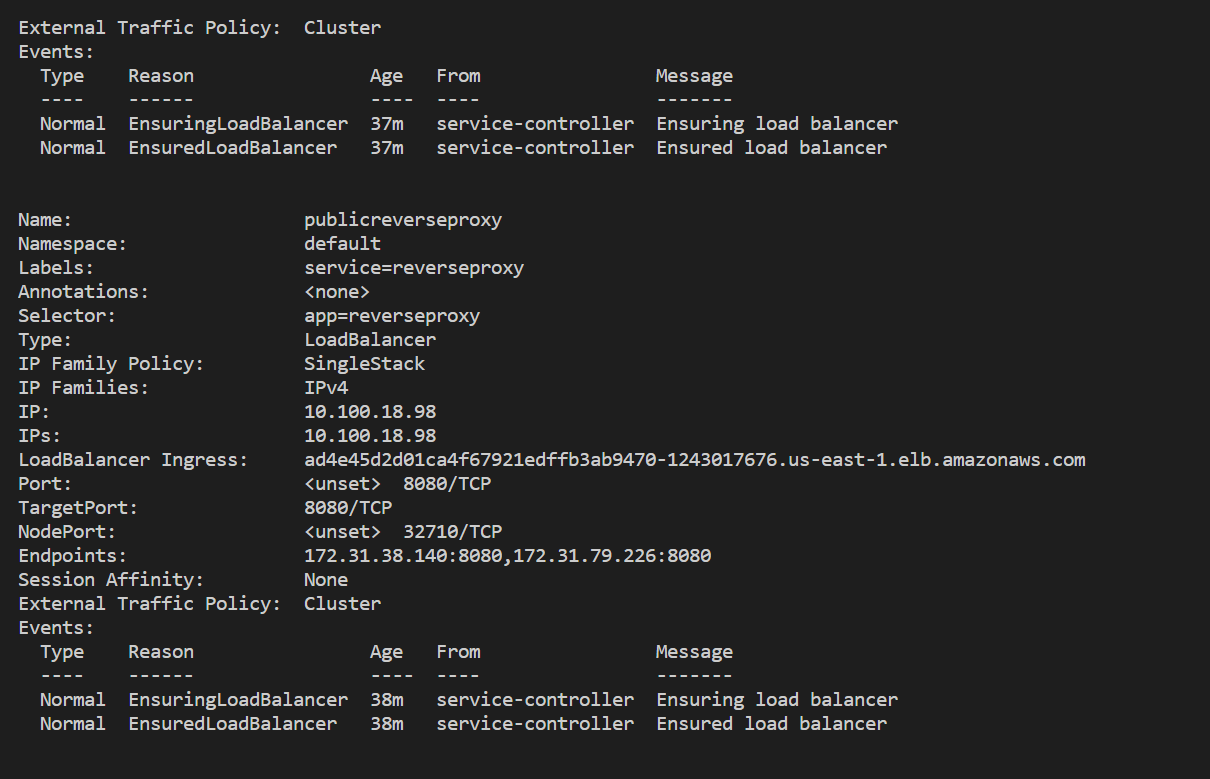 External Traffic Policy:  Cluster
Events:
  Type    Reason                Age   From                Message
  ----    ------                ----  ----                -------
  Normal  EnsuringLoadBalancer  37m   service-controller  Ensuring load balancer
  Normal  EnsuredLoadBalancer   37m   service-controller  Ensured load balancer
Name:                     publicreverseproxy
Namespace:                default
Labels:                   service=reverseproxy
Annotations:              <none>
Selector:                 app=reverseproxy
Type:                     LoadBalancer
IP Family Policy:         SingleStack
IP Families:              IPv4
IP:                       10.100.18.98
IPs:                      10.100.18.98
LoadBalancer Ingress:     ad4e45d2d01ca4f67921edffb3ab9470-1243017676.us-east-1.elb.amazonaws.com
Port:                     <unset>  8080/TCP
TargetPort:               8080/TCP
NodePort:                 <unset>  32710/TCP
Endpoints:                172.31.38.140:8080,172.31.79.226:8080
Session Affinity:         None
External Traffic Policy:  Cluster
Events:
  Type    Reason                Age   From                Message
  ----    ------                ----  ----                -------
  Normal  EnsuringLoadBalancer  38m   service-controller  Ensuring load balancer
  Normal  EnsuredLoadBalancer   38m   service-controller  Ensured load balancer